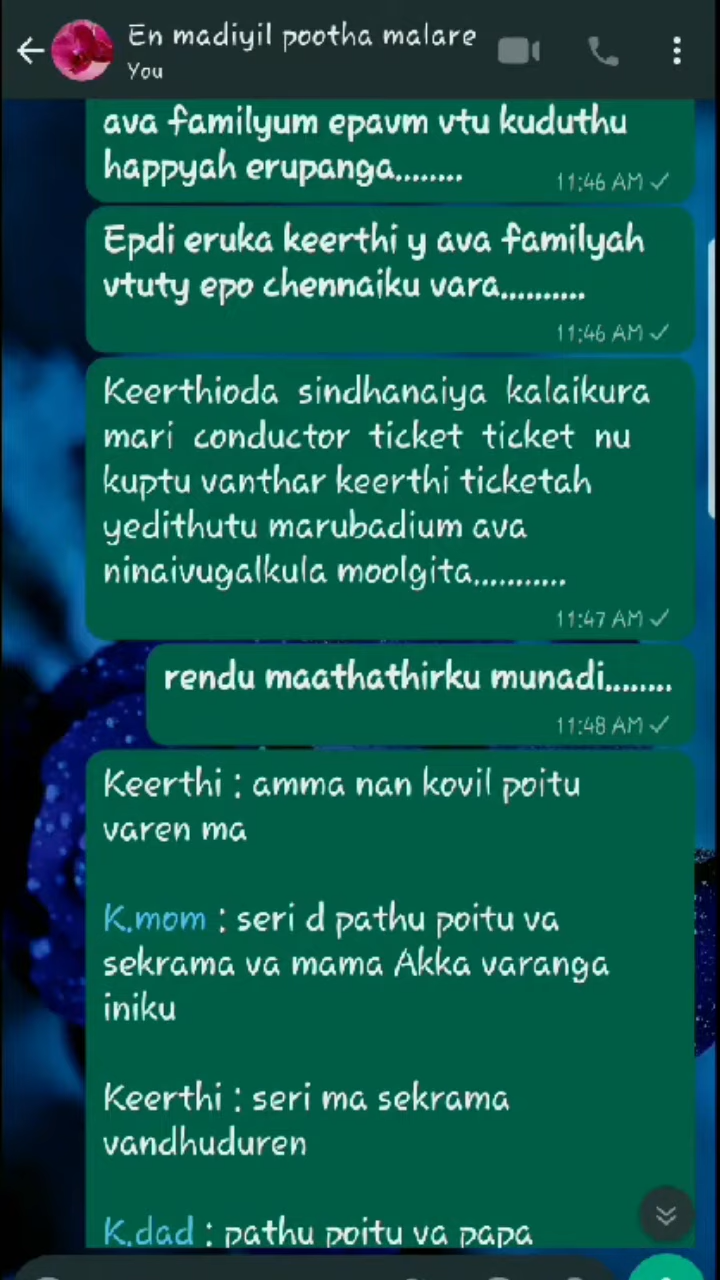 En madiyil pootha malare
You
ava familyum epavm vtu kuduthu
happyah erupanga........
11:46 AM
Epdi eruka keerthi y ava familyah
vtuty epo chennaiku vara..........
11:46 AM
Keerthioda sindhanaiya kalaikura
mari conductor ticket ticket nu
kuptu vanthar keerthi ticketah
yedithutu marubadium ava
ninaivugalkula moolgita...........
11:47 AM
rendu maathathirku munadi........
11:48 AM
Keerthi : amma nan kovil poitu
varen ma
K.mom : seri d pathu poitu va
sekrama va mama Akka varanga
iniku
Keerthi : seri ma sekrama
vandhuduren
K.dad : pathu poitu va papa